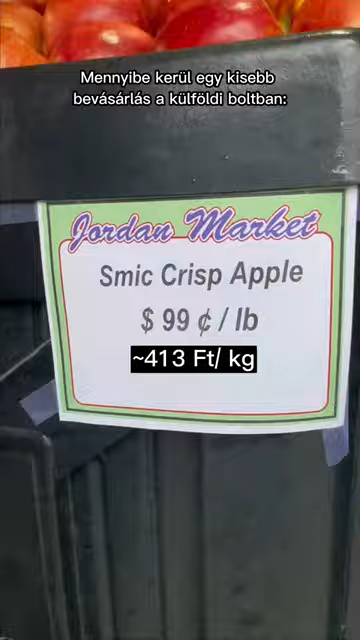 Mennyibe kerül egy kisebb
bevásárlás a külföldi boltban:
Jordan Market
Smic Crisp Apple
$ 99 ¢ / lb
~413 Ft/ kg